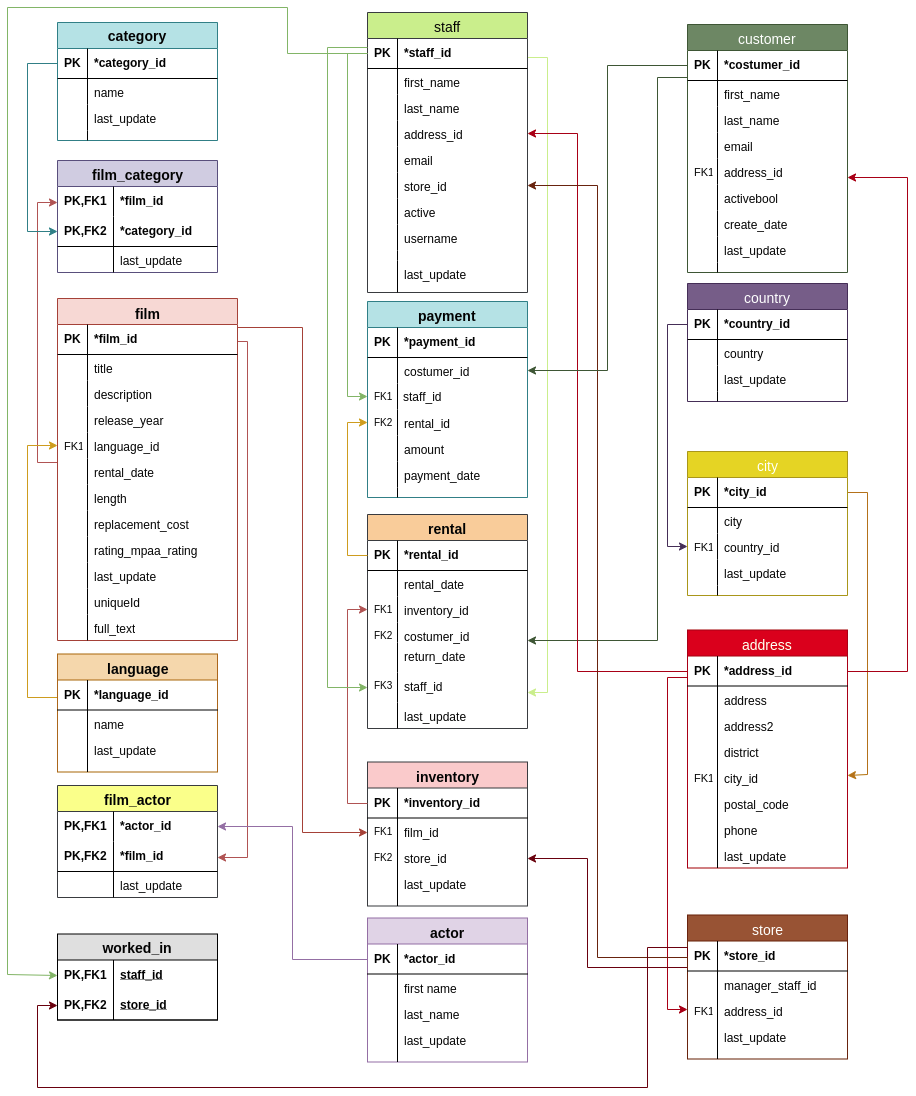 category
PK *category_id
name
last_update
film_category
PK,FK1 *film_id
PK,FK2 *category_id
last_update
film
PK *film_id
title
description
release_year
FK1 language_id
rental_date
length
replacement_cost
rating_mpaa_rating
last_update
uniqueId
full_text
language
PK *language_id
name
last_update
film_actor
PK,FK1 *actor_id
PK,FK2 *film_id
last_update
worked_in
PK,FK1 staff_id
PK,FK2 store_id
staff
PK *staff_id
first_name
last_name
address_id
email
store_id
active
username
last_update
payment
PK *payment_id
costumer_id
FK1 staff_id
FK2 rental_id
amount
payment_date
rental
PK *rental_id
rental_date
FK1 inventory_id
FK2 costumer_id
return_date
FK3 staff_id
last_update
inventory
PK *inventory_id
FK1 film_id
FK2 store_id
last_update
actor
PK *actor_id
first name
last_name
last_update
customer
PK *costumer_id
first_name
last_name
email
FK1 address_id
activebool
create_date
last_update
country
PK *country_id
country
last_update
city
PK *city_id
city
FK1 country_id
last_update
address
PK *address_id
address
address2
district
FK1 city_id
postal_code
phone
last_update
store
PK *store_id
manager_staff_id
FK1 address_id
last_update